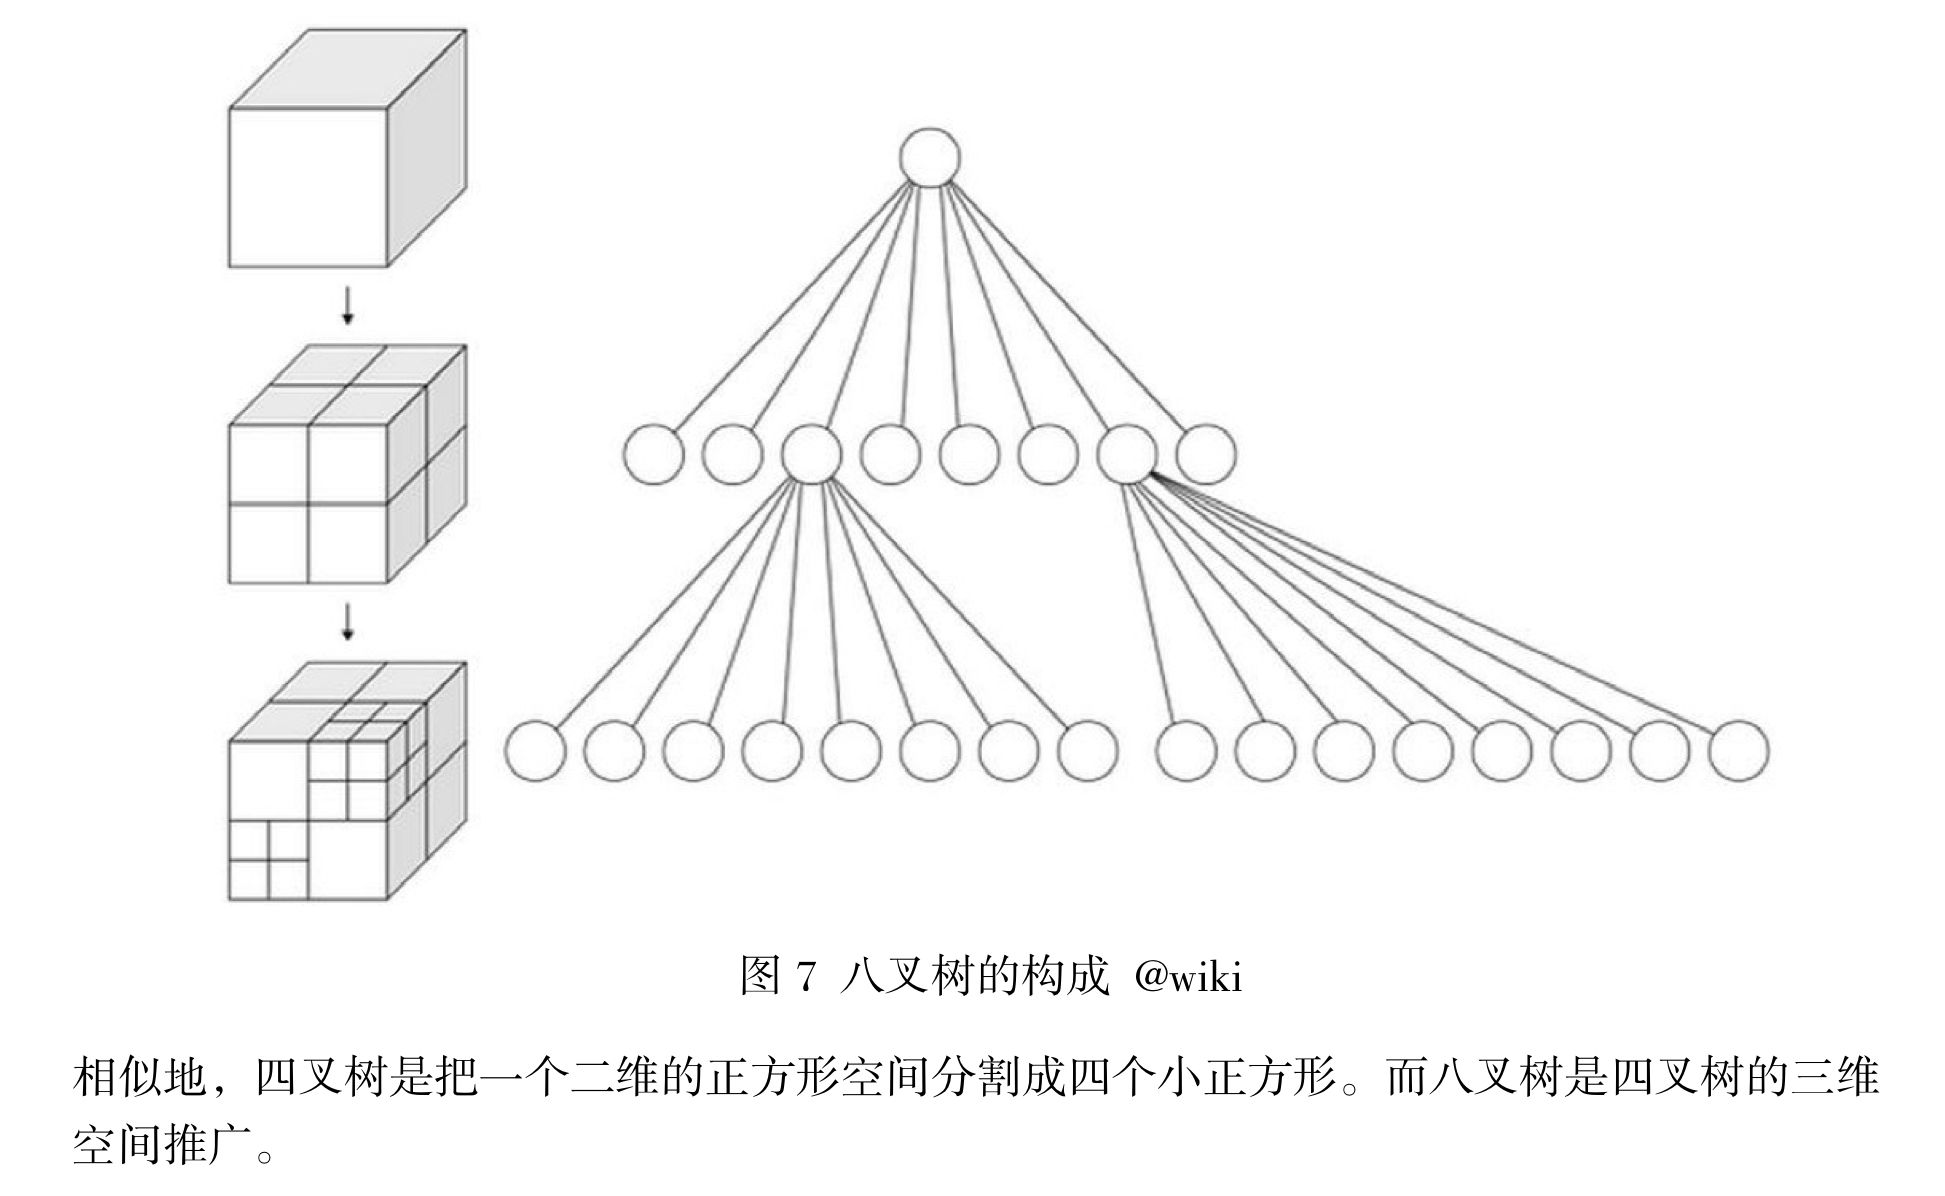 图 7 八叉树的构成 @wiki
相似地，四叉树是把一个二维的正方形空间分割成四个小正方形。而八叉树是四叉树的三维
空间推广。